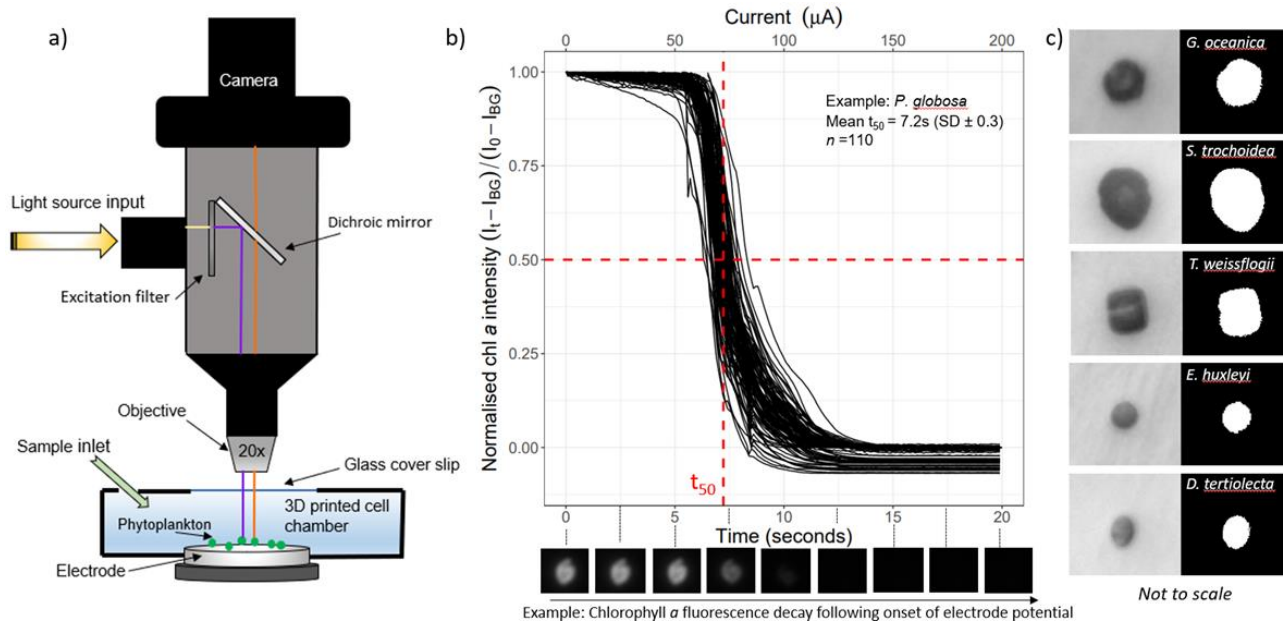 a)
Camera
Light source input
Dichroic mirror
Excitation filter
Objective
20x
Sample inlet
Glass cover slip
3D printed cell
chamber
Phytoplankton
Electrode
b)
Current (μA)
0 50 100 150 200
Normalised chl a intensity (It − IBG) / (I0 − IBG)
1.00
0.75
0.50
0.25
0.00
Example: P. globosa
Mean t50 = 7.2s (SD ± 0.3)
n =110
t50
0 5 10 15 20
Time (seconds)
Example: Chlorophyll a fluorescence decay following onset of electrode potential
c)
G. oceanica
S. trochoidea
T. weissflogii
E. huxleyi
D. tertiolecta
Not to scale